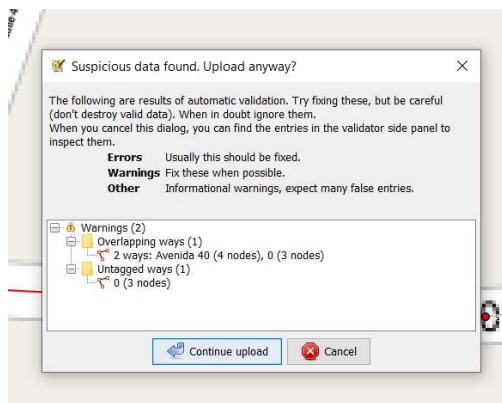 Suspicious data found. Upload anyway?
The following are results of automatic validation. Try fixing these, but be careful
(don't destroy valid data). When in doubt ignore them.
When you cancel this dialog, you can find the entries in the validator side panel to
inspect them.
Errors Usually this should be fixed.
Warnings Fix these when possible.
Other Informational warnings, expect many false entries.
Warnings (2)
Overlapping ways (1)
2 ways: Avenida 40 (4 nodes), 0 (3 nodes)
Untagged ways (1)
0 (3 nodes)
Continue upload Cancel